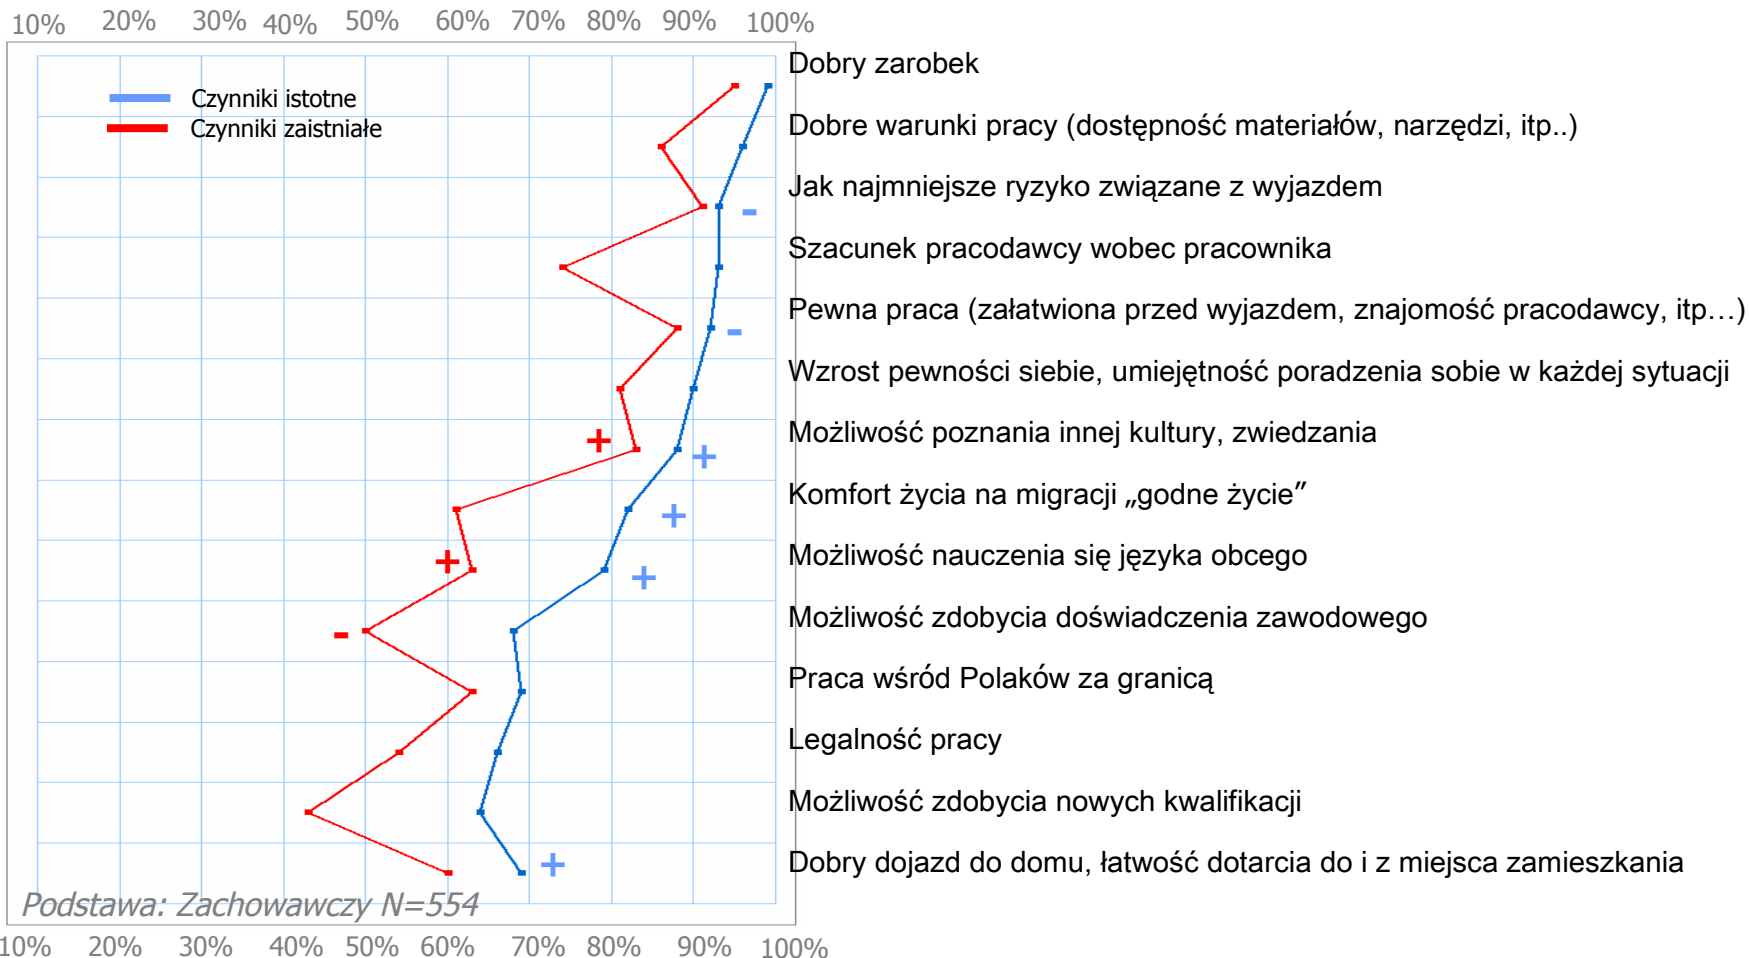 10% 20% 30% 40% 50% 60% 70% 80% 90% 100%
Czynniki istotne
Czynniki zaistniałe
Dobry zarobek
Dobre warunki pracy (dostępność materiałów, narzędzi, itp..)
Jak najmniejsze ryzyko związane z wyjazdem
-
Szacunek pracodawcy wobec pracownika
Pewna praca (załatwiona przed wyjazdem, znajomość pracodawcy, itp…)
-
Wzrost pewności siebie, umiejętność poradzenia sobie w każdej sytuacji
Możliwość poznania innej kultury, zwiedzania
+ +
Komfort życia na migracji „godne życie”
+
Możliwość nauczenia się języka obcego
+ +
Możliwość zdobycia doświadczenia zawodowego
-
Praca wśród Polaków za granicą
Legalność pracy
Możliwość zdobycia nowych kwalifikacji
Dobry dojazd do domu, łatwość dotarcia do i z miejsca zamieszkania
+
Podstawa: Zachowawczy N=554
10% 20% 30% 40% 50% 60% 70% 80% 90% 100%